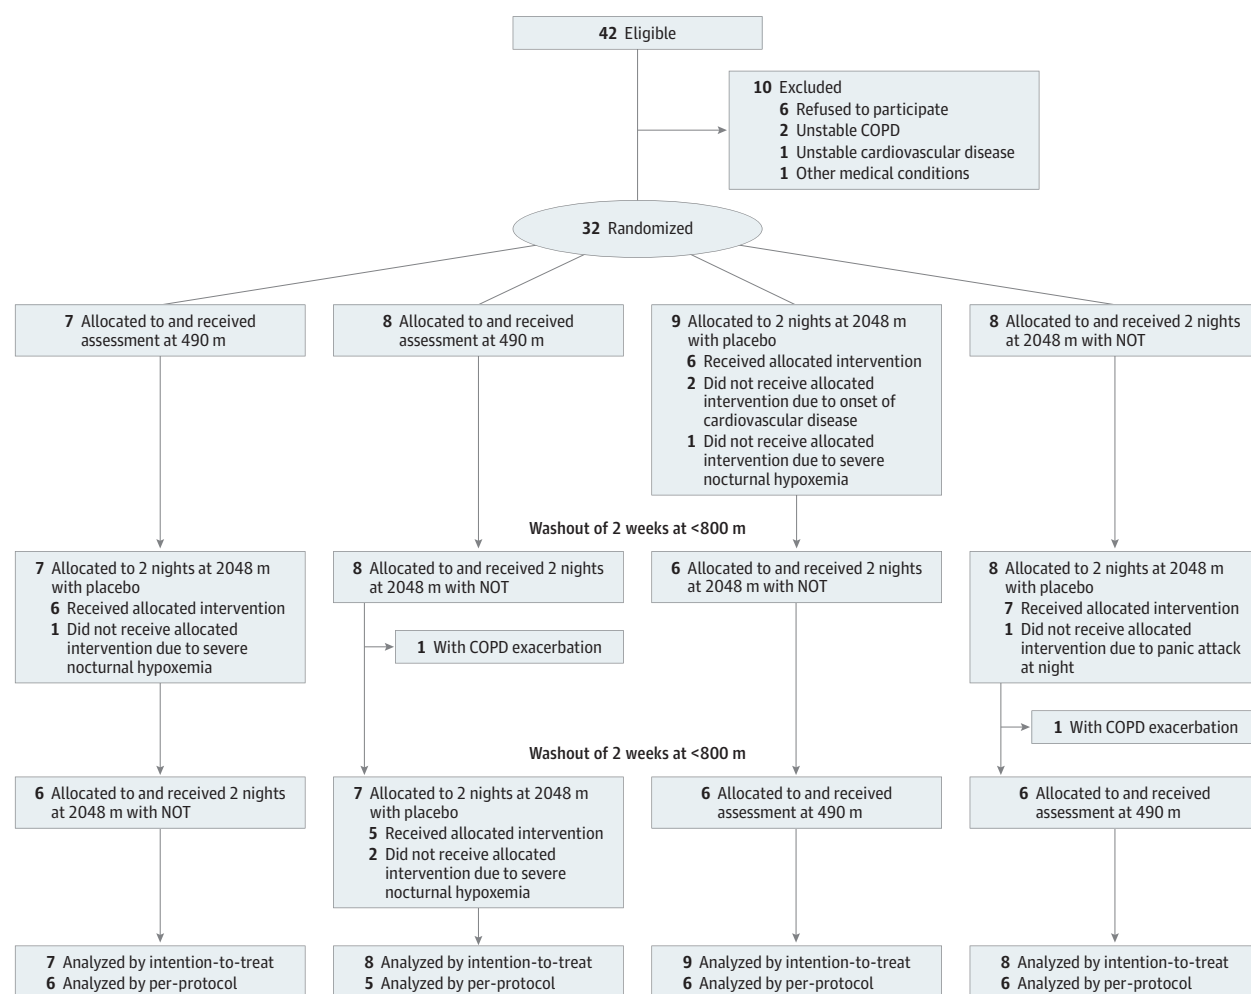 42 Eligible
10 Excluded
6 Refused to participate
2 Unstable COPD
1 Unstable cardiovascular disease
1 Other medical conditions
32 Randomized
7 Allocated to and received
assessment at 490 m
8 Allocated to and received
assessment at 490 m
9 Allocated to 2 nights at 2048 m
with placebo
6 Received allocated intervention
2 Did not receive allocated
intervention due to onset of
cardiovascular disease
1 Did not receive allocated
intervention due to severe
nocturnal hypoxemia
8 Allocated to and received 2 nights
at 2048 m with NOT
Washout of 2 weeks at <800 m
7 Allocated to 2 nights at 2048 m
with placebo
6 Received allocated intervention
1 Did not receive allocated
intervention due to severe
nocturnal hypoxemia
8 Allocated to and received 2 nights
at 2048 m with NOT
1 With COPD exacerbation
6 Allocated to and received 2 nights
at 2048 m with NOT
8 Allocated to 2 nights at 2048 m
with placebo
7 Received allocated intervention
1 Did not receive allocated
intervention due to panic attack
at night
1 With COPD exacerbation
Washout of 2 weeks at <800 m
6 Allocated to and received 2 nights
at 2048 m with NOT
7 Allocated to 2 nights at 2048 m
with placebo
5 Received allocated intervention
2 Did not receive allocated
intervention due to severe
nocturnal hypoxemia
6 Allocated to and received
assessment at 490 m
6 Allocated to and received
assessment at 490 m
7 Analyzed by intention-to-treat
6 Analyzed by per-protocol
8 Analyzed by intention-to-treat
5 Analyzed by per-protocol
9 Analyzed by intention-to-treat
6 Analyzed by per-protocol
8 Analyzed by intention-to-treat
6 Analyzed by per-protocol